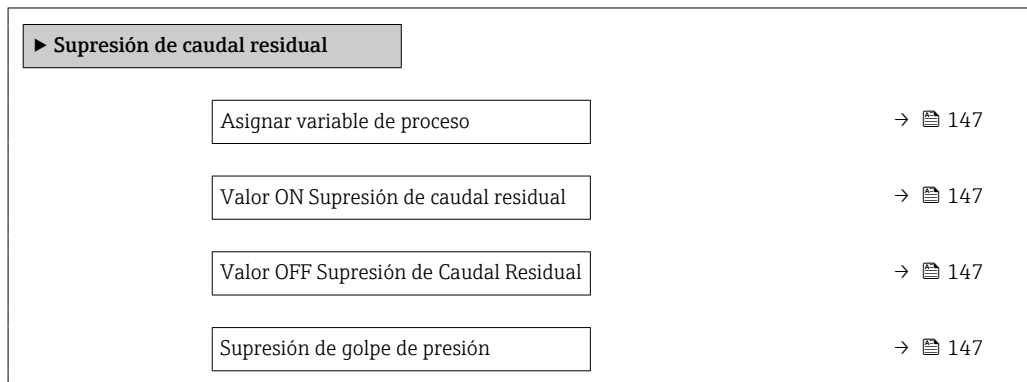 ▶ Supresión de caudal residual
Asignar variable de proceso → 147
Valor ON Supresión de caudal residual → 147
Valor OFF Supresión de Caudal Residual → 147
Supresión de golpe de presión → 147